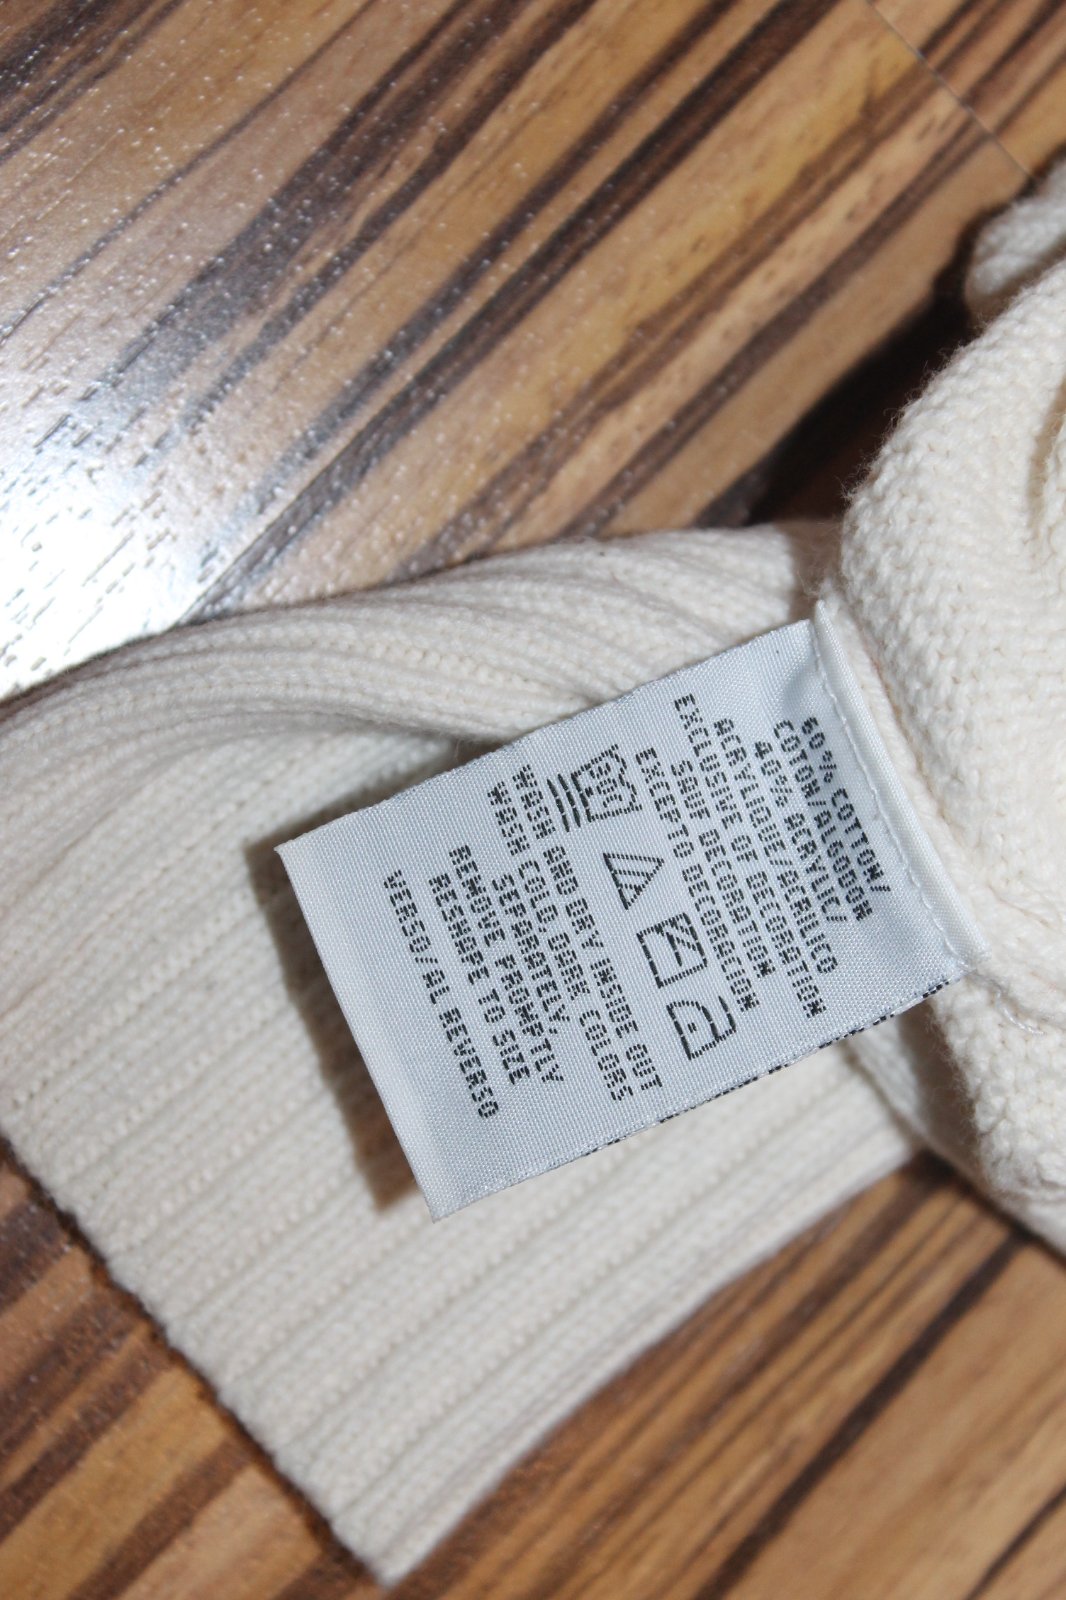 60% COTTON/
COTON/ALGODON
40% ACRYLIC/
ACRYLIQUE/ACRILICO
EXCLUSIVE OF DECORATION
SAUF DECORATION
EXCEPTO DECORACION
30C
WASH AND DRY INSIDE OUT
WASH COLD, DARK COLORS
SEPARATELY,
REMOVE PROMPTLY
RESHAPE TO SIZE
VERSO/AL REVERSO